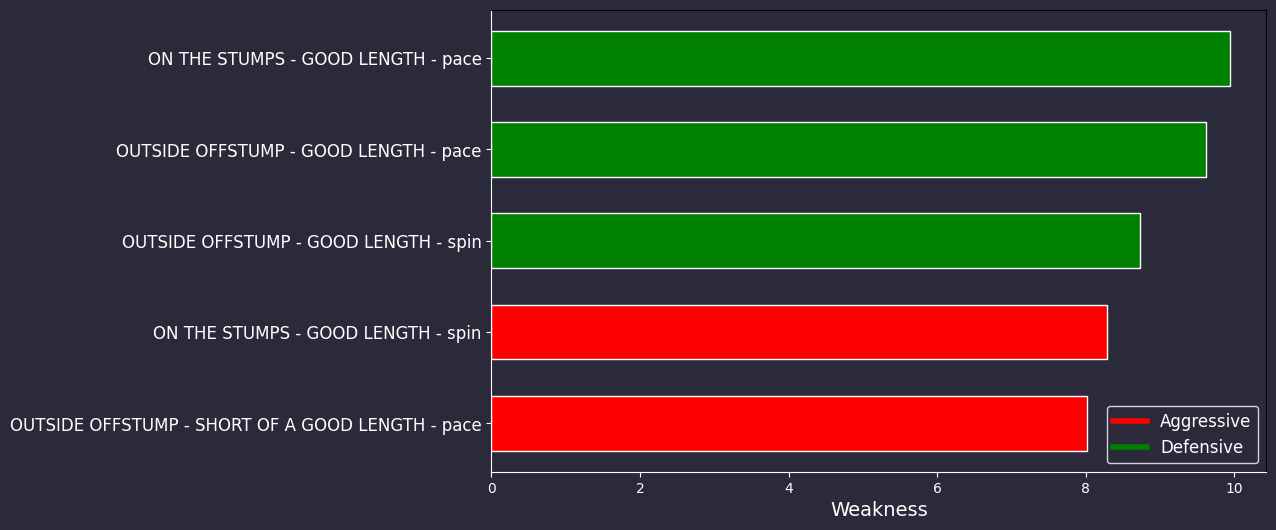 ON THE STUMPS - GOOD LENGTH - pace
OUTSIDE OFFSTUMP - GOOD LENGTH - pace
OUTSIDE OFFSTUMP - GOOD LENGTH - spin
ON THE STUMPS - GOOD LENGTH - spin
OUTSIDE OFFSTUMP - SHORT OF A GOOD LENGTH - pace
Aggressive
Defensive
0 2 4 6 8 10
Weakness